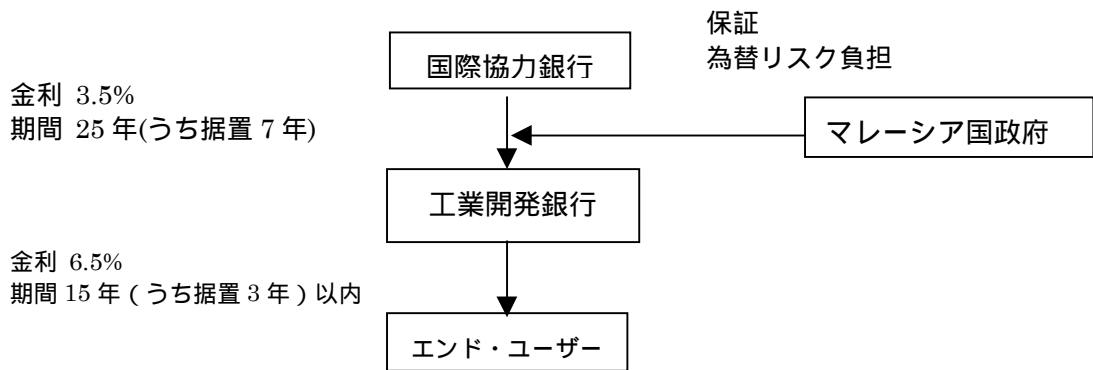 保証
為替リスク負担
国際協力銀行
金利 3.5%
期間 25 年(うち据置 7 年)
マレーシア国政府
工業開発銀行
金利 6.5%
期間 15 年（うち据置 3 年）以内
エンド・ユーザー